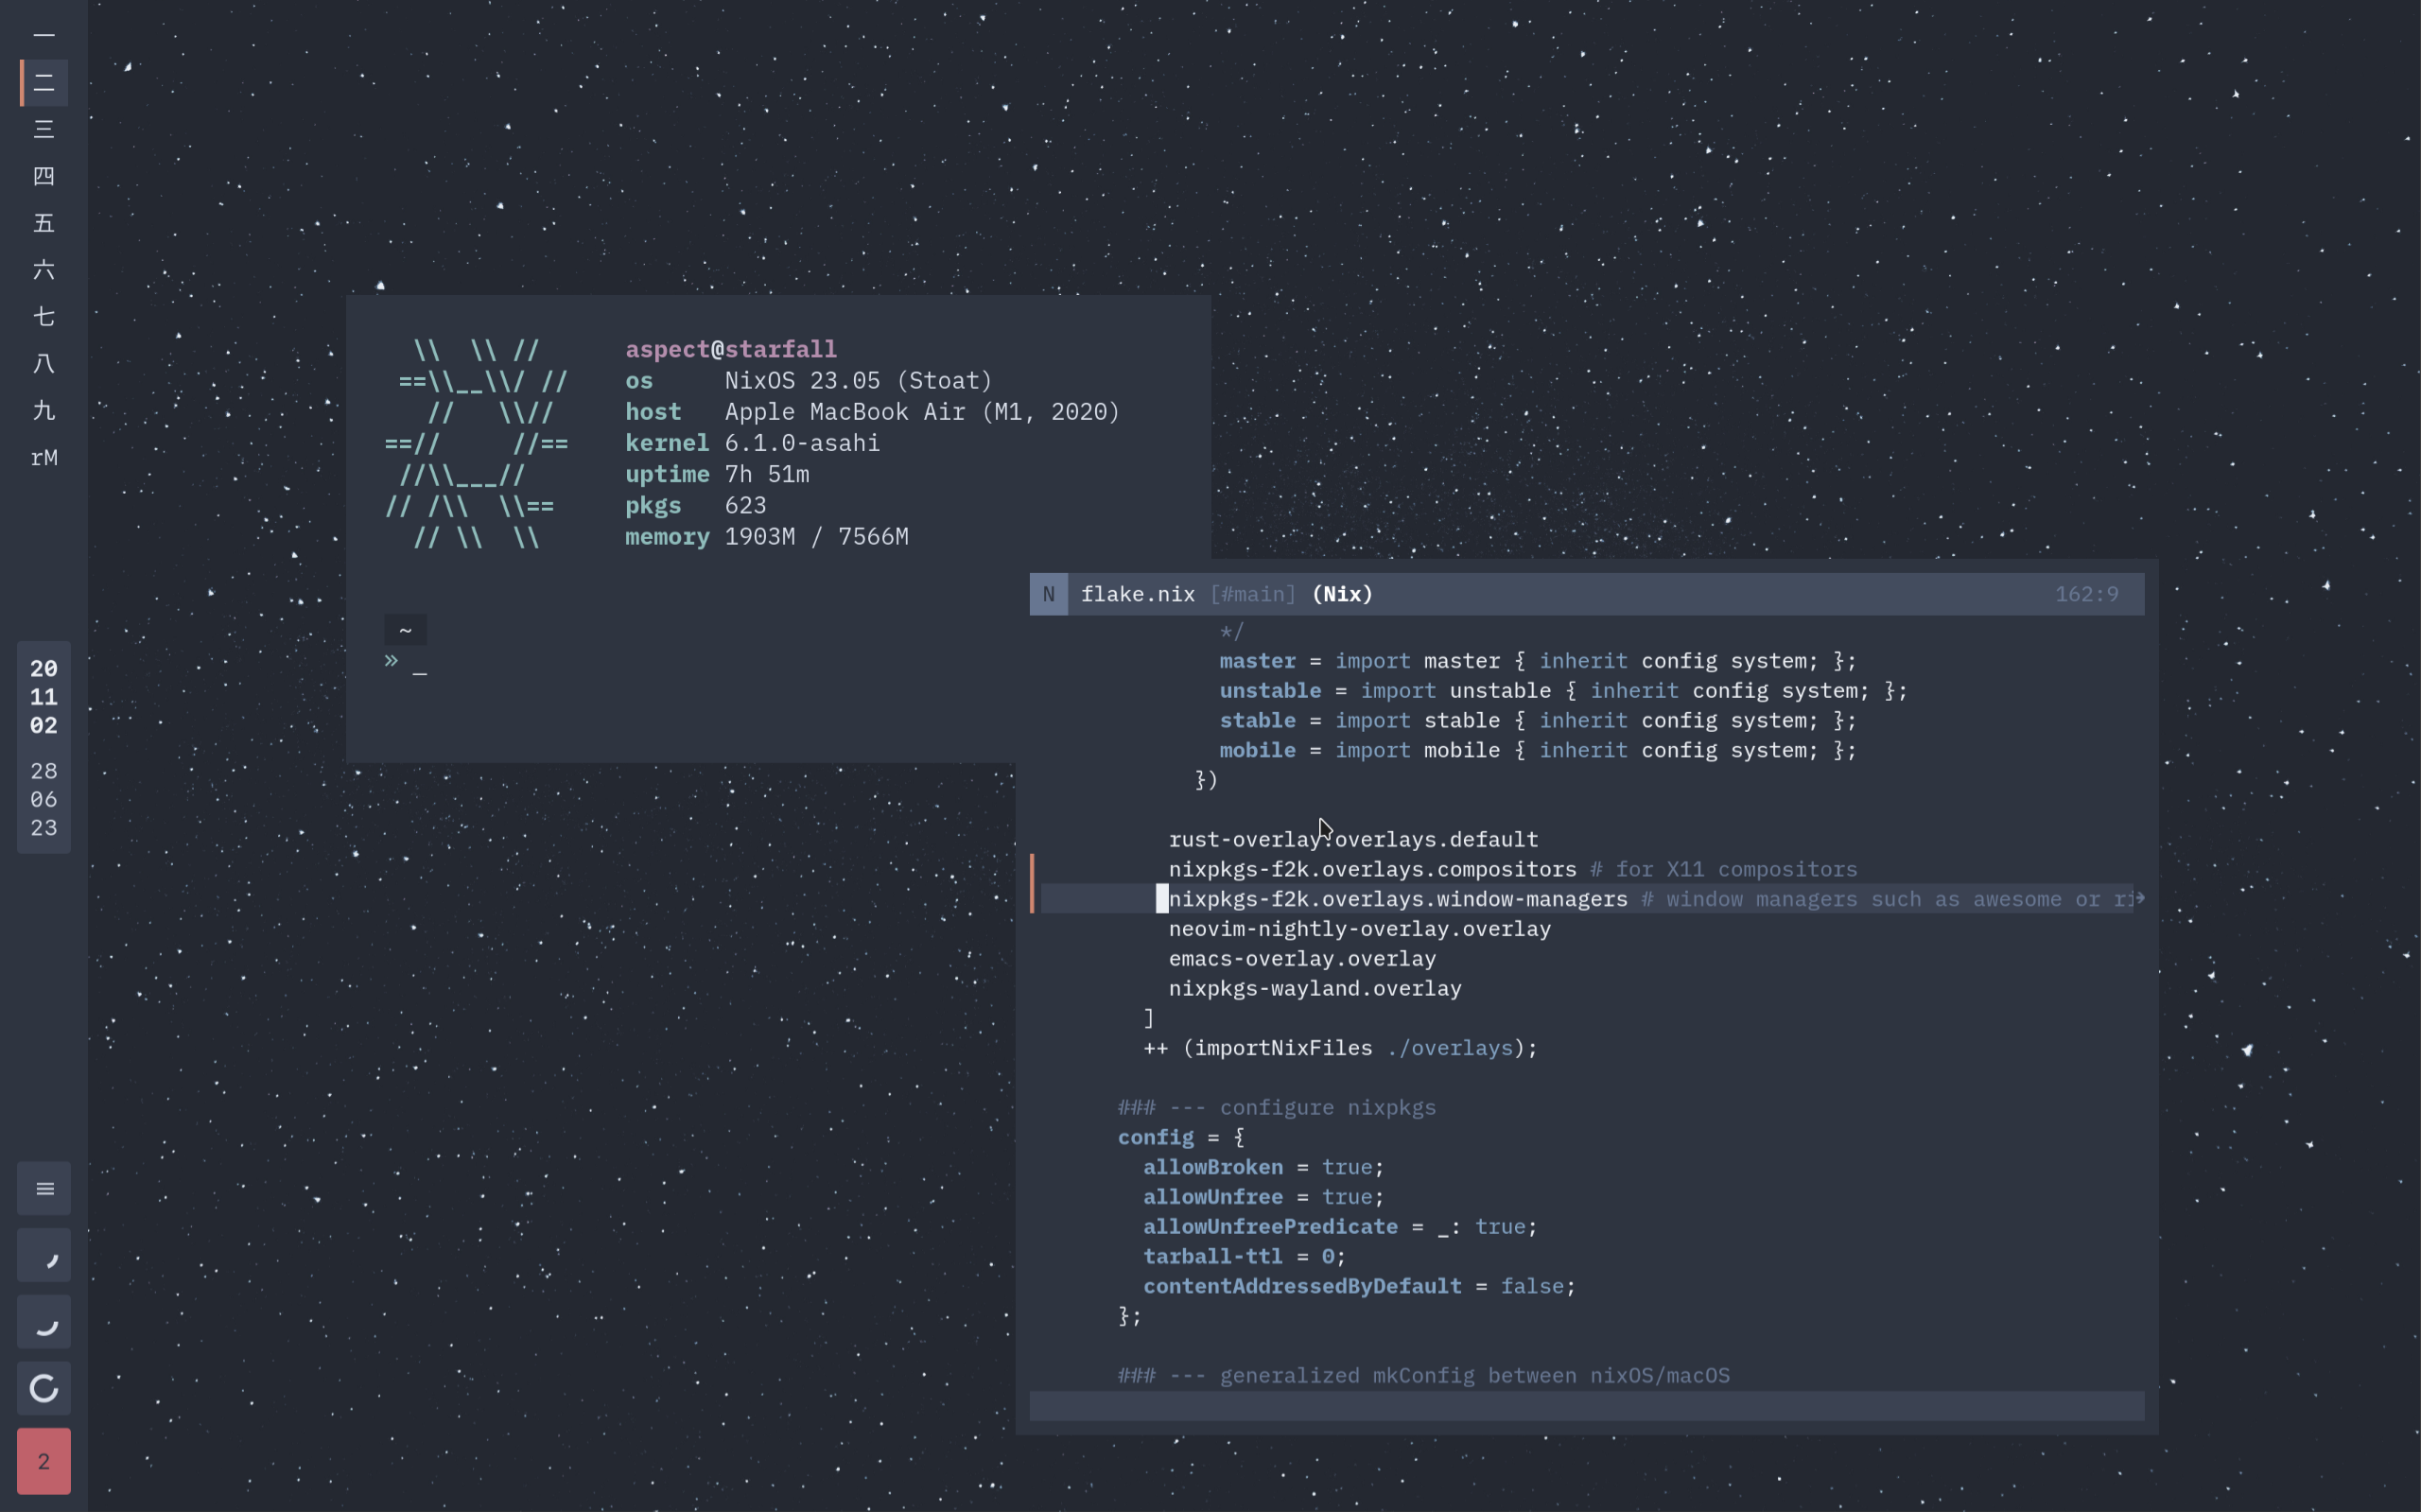 一
二
三
四
五
六
七
八
九
rM
20
11
02
28
06
23
2
\\  \\ //
==\\__\\/ //
//   \\//
==//     //==
//\\___//
// /\\  \\==
// \\  \\
aspect@starfall
os NixOS 23.05 (Stoat)
host Apple MacBook Air (M1, 2020)
kernel 6.1.0-asahi
uptime 7h 51m
pkgs 623
memory 1903M / 7566M
~
» _
N flake.nix [#main] (Nix) 162:9
*/
master = import master { inherit config system; };
unstable = import unstable { inherit config system; };
stable = import stable { inherit config system; };
mobile = import mobile { inherit config system; };
})
rust-overlay.overlays.default
nixpkgs-f2k.overlays.compositors # for X11 compositors
nixpkgs-f2k.overlays.window-managers # window managers such as awesome or ri
neovim-nightly-overlay.overlay
emacs-overlay.overlay
nixpkgs-wayland.overlay
]
++ (importNixFiles ./overlays);
### --- configure nixpkgs
config = {
allowBroken = true;
allowUnfree = true;
allowUnfreePredicate = _: true;
tarball-ttl = 0;
contentAddressedByDefault = false;
};
### --- generalized mkConfig between nixOS/macOS